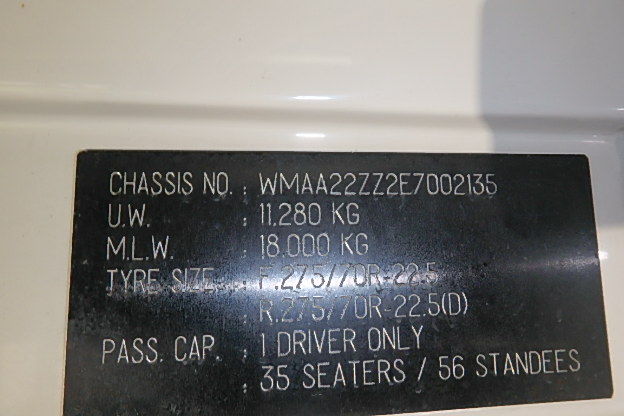 CHASSIS NO. : WMAA22ZZ2E7002135
U.W. : 11.280 KG
M.L.W. : 18.000 KG
TYRE SIZE : F.275/70R-22.5
: R.275/70R-22.5(D)
PASS. CAP. : 1 DRIVER ONLY
: 35 SEATERS / 56 STANDEES